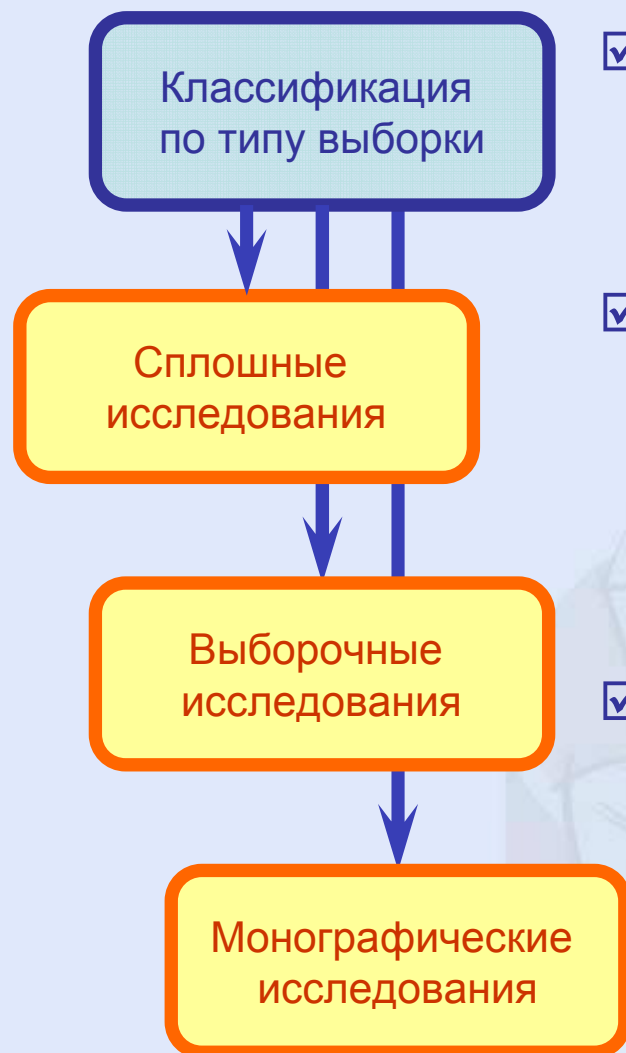 Классификация
по типу выборки
Сплошные
исследования
Выборочные
исследования
Монографические
исследования